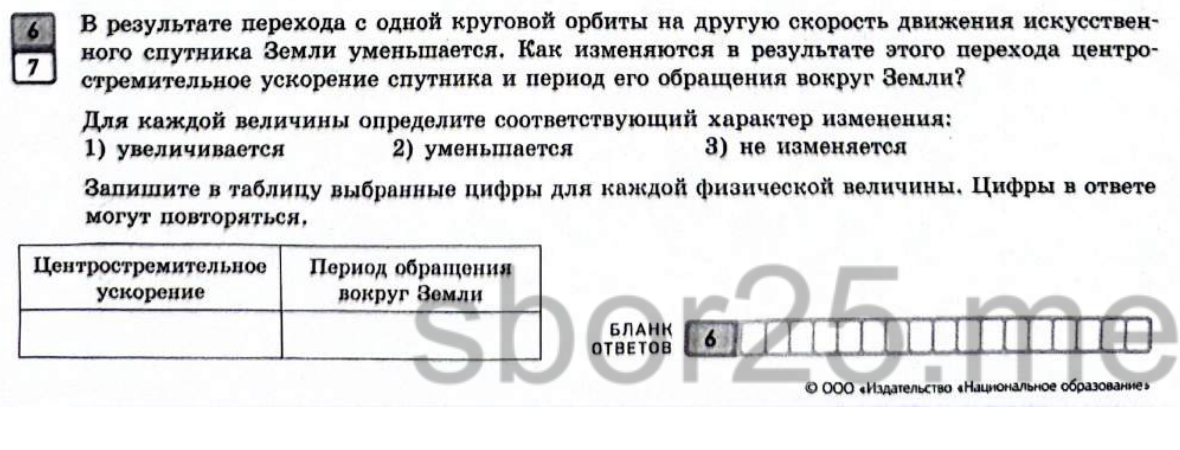 6
В результате перехода с одной круговой орбиты на другую скорость движения искусствен-
7
ного спутника Земли уменьшается. Как изменяются в результате этого перехода центро-
стремительное ускорение спутника и период его обращения вокруг Земли?
Для каждой величины определите соответствующий характер изменения:
1) увеличивается 2) уменьшается 3) не изменяется
Запишите в таблицу выбранные цифры для каждой физической величины. Цифры в ответе
могут повторяться.
Центростремительное
ускорение
Период обращения
вокруг Земли
sbor25.me
БЛАНК
ОТВЕТОВ
6
© ООО «Издательство «Национальное образование»